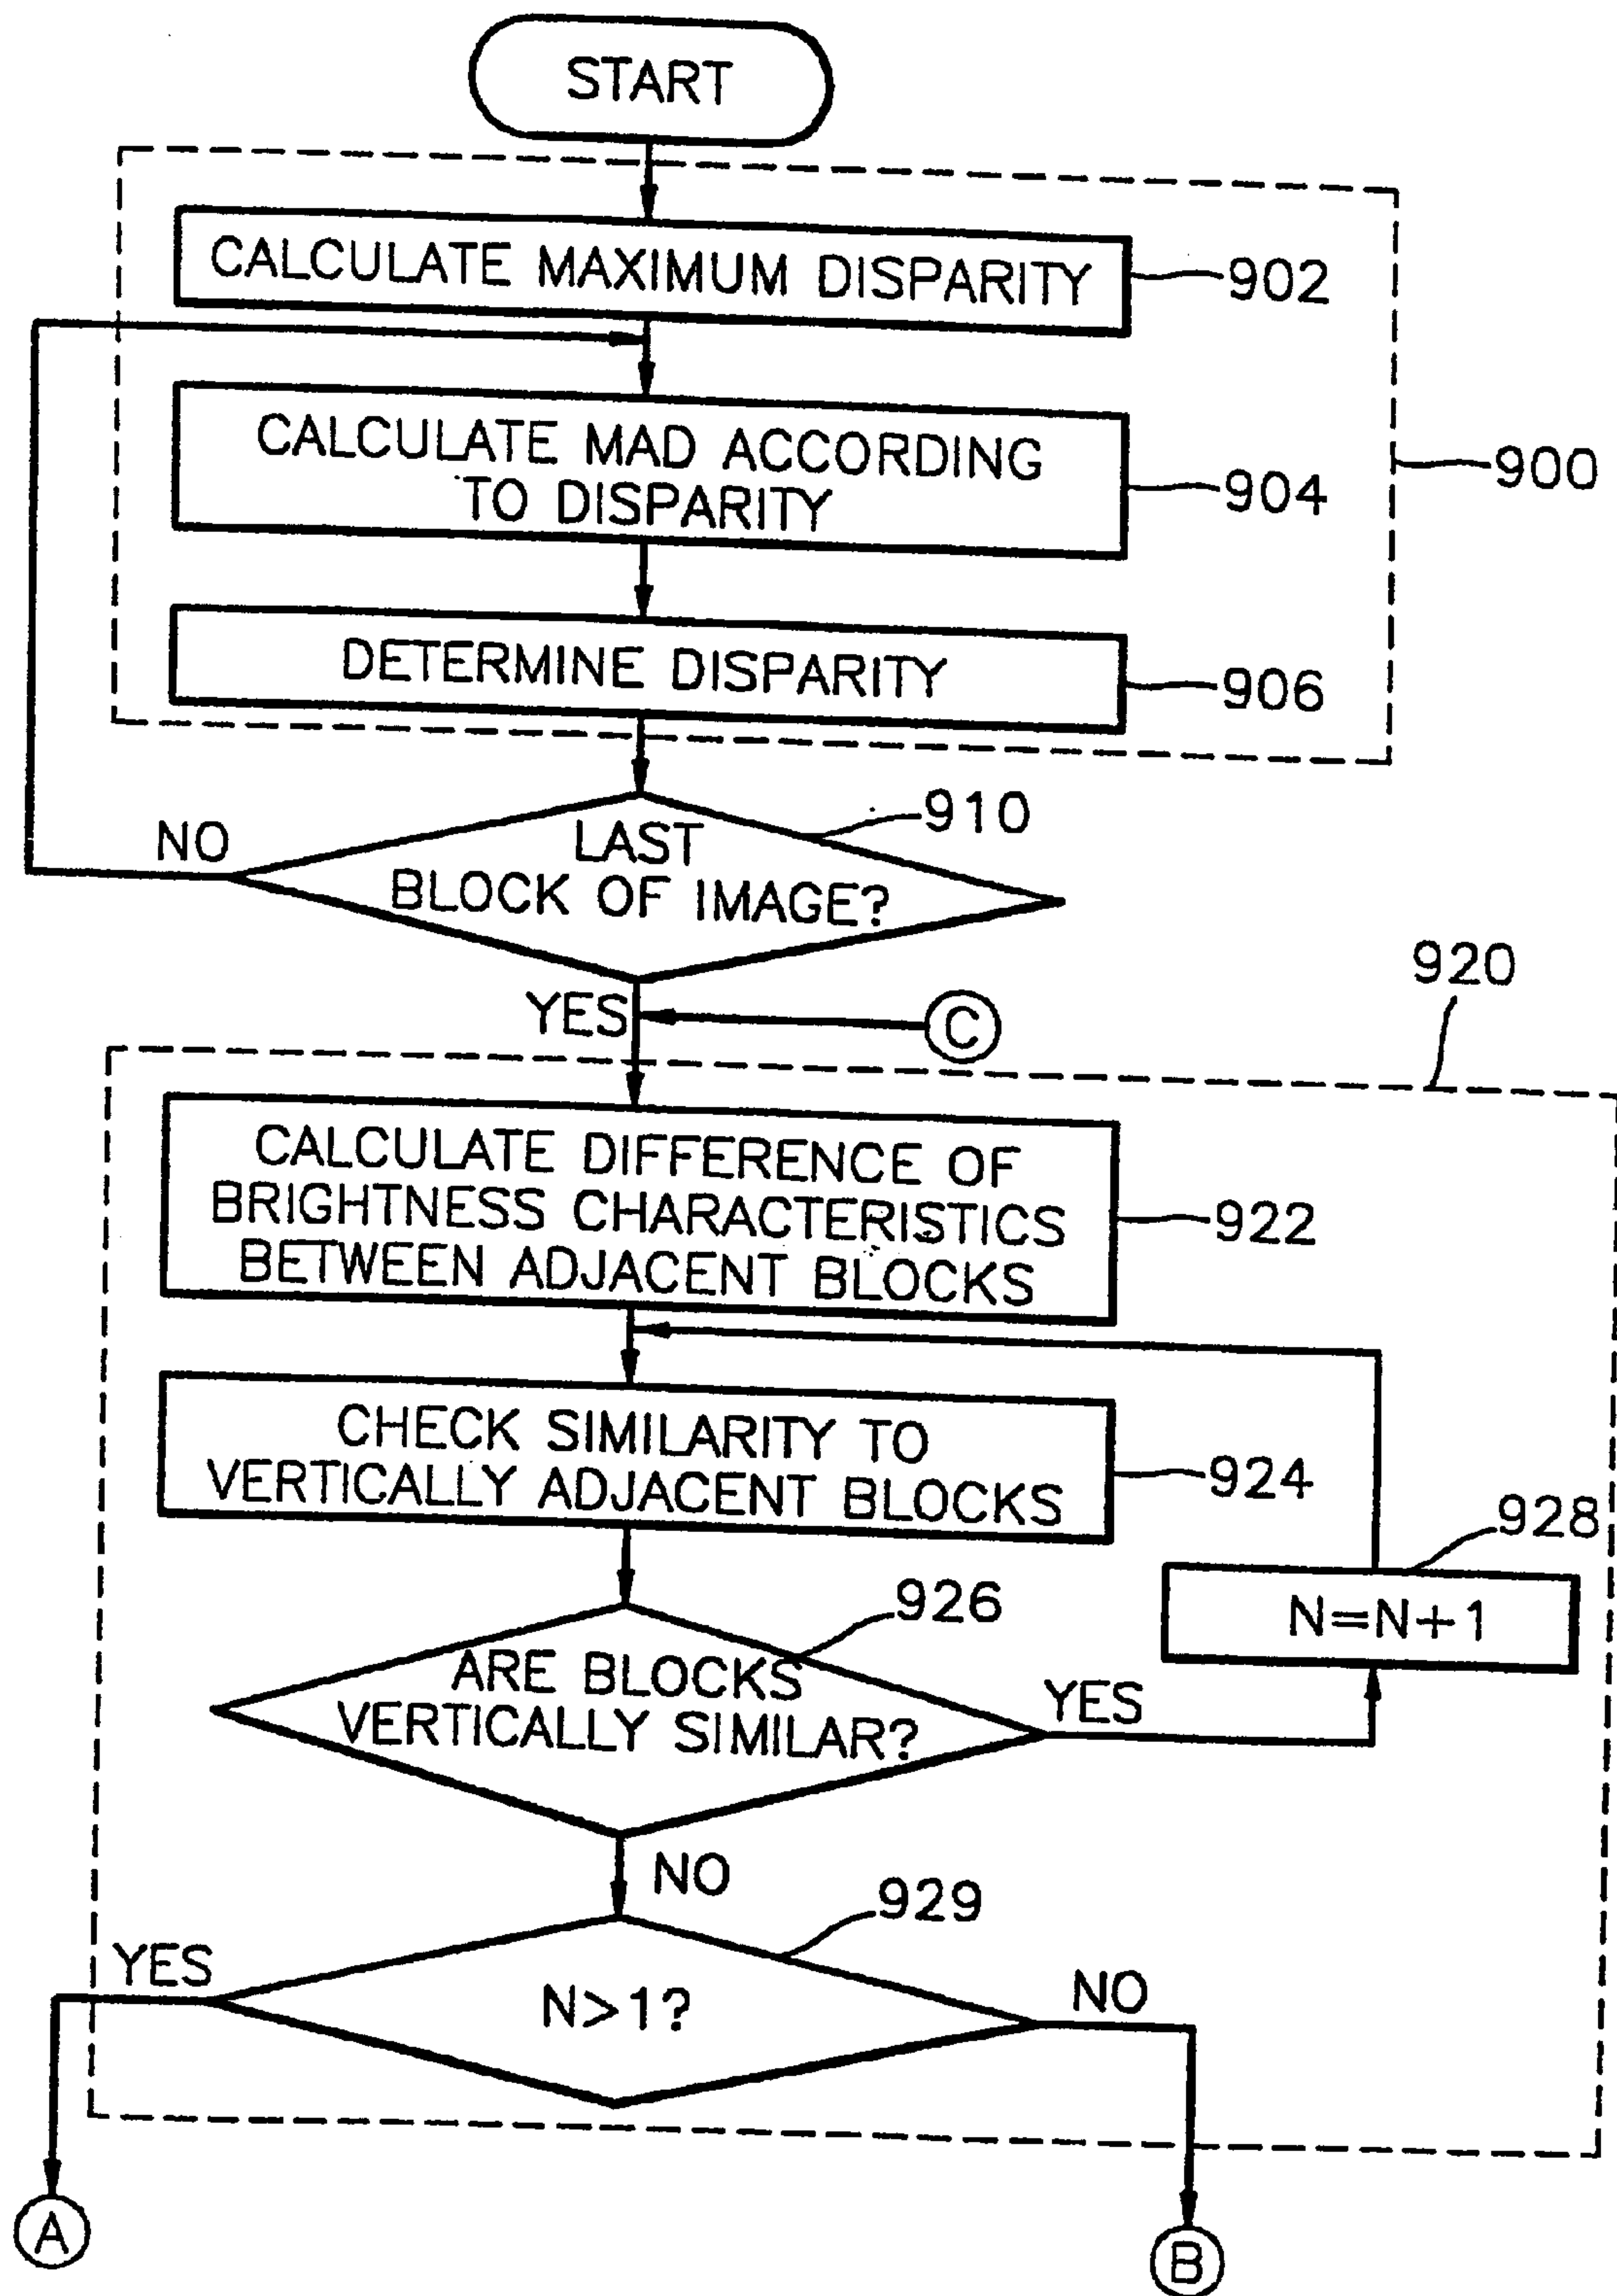 START
CALCULATE MAXIMUM DISPARITY
902
CALCULATE MAD ACCORDING
TO DISPARITY
904
900
DETERMINE DISPARITY
906
910
LAST
BLOCK OF IMAGE?
NO
920
YES
C
CALCULATE DIFFERENCE OF
BRIGHTNESS CHARACTERISTICS
BETWEEN ADJACENT BLOCKS
922
CHECK SIMILARITY TO
VERTICALLY ADJACENT BLOCKS
924
928
N=N+1
926
ARE BLOCKS
VERTICALLY SIMILAR?
YES
NO
929
YES
N>1?
NO
A
B